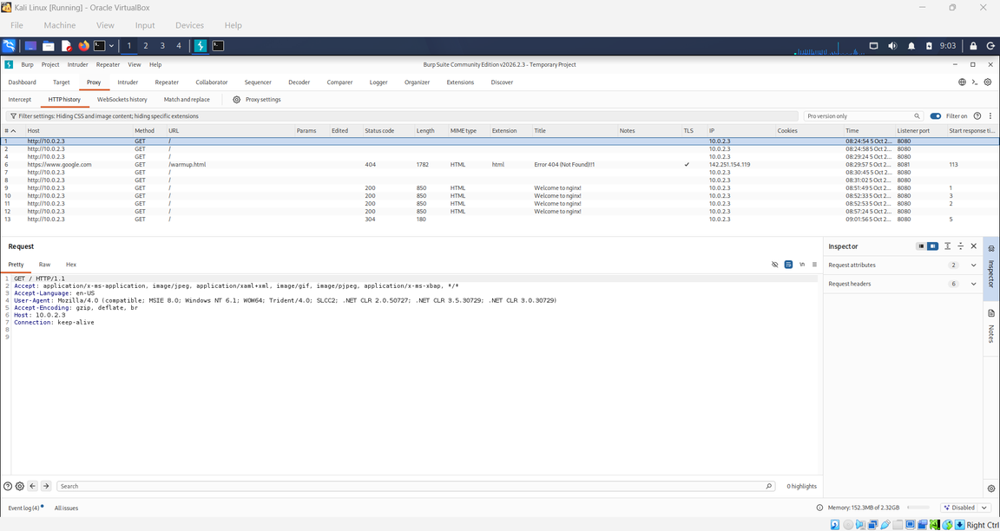 Kali Linux [Running] - Oracle VirtualBox
File Machine View Input Devices Help
1 2 3 4 9:03
Burp Project Intruder Repeater View Help Burp Suite Community Edition v2026.2.3 - Temporary Project
Dashboard Target Proxy Intruder Repeater Collaborator Sequencer Decoder Comparer Logger Organizer Extensions Discover
Intercept HTTP history WebSockets history Match and replace Proxy settings
Filter settings: Hiding CSS and image content; hiding specific extensions Pro version only Filter on
# Host Method URL Params Edited Status code Length MIME type Extension Title Notes TLS IP Cookies Time Listener port Start response ti...
1 http://10.0.2.3 GET / 10.0.2.3 08:24:54 5 Oct 2... 8080
2 http://10.0.2.3 GET / 10.0.2.3 08:24:58 5 Oct 2... 8080
4 http://10.0.2.3 GET / 10.0.2.3 08:29:24 5 Oct 2... 8080
6 https://www.google.com GET /warmup.html 404 1782 HTML html Error 404 (Not Found)!!1 ✓ 142.251.154.119 08:29:57 5 Oct 2... 8081 113
7 http://10.0.2.3 GET / 10.0.2.3 08:30:45 5 Oct 2... 8080
8 http://10.0.2.3 GET / 10.0.2.3 08:31:02 5 Oct 2... 8080
9 http://10.0.2.3 GET / 200 850 HTML Welcome to nginx! 10.0.2.3 08:51:49 5 Oct 2... 8080 1
10 http://10.0.2.3 GET / 200 850 HTML Welcome to nginx! 10.0.2.3 08:52:33 5 Oct 2... 8080 3
11 http://10.0.2.3 GET / 200 850 HTML Welcome to nginx! 10.0.2.3 08:52:53 5 Oct 2... 8080 2
12 http://10.0.2.3 GET / 200 850 HTML Welcome to nginx! 10.0.2.3 08:57:24 5 Oct 2... 8080
13 http://10.0.2.3 GET / 304 180 10.0.2.3 09:01:56 5 Oct 2... 8080 5
Request
Pretty Raw Hex
1 GET / HTTP/1.1
2 Accept: application/x-ms-application, image/jpeg, application/xaml+xml, image/gif, image/pjpeg, application/x-ms-xbap, */*
3 Accept-Language: en-US
4 User-Agent: Mozilla/4.0 (compatible; MSIE 8.0; Windows NT 6.1; WOW64; Trident/4.0; SLCC2; .NET CLR 2.0.50727; .NET CLR 3.5.30729; .NET CLR 3.0.30729)
5 Accept-Encoding: gzip, deflate, br
6 Host: 10.0.2.3
7 Connection: keep-alive
8
9
Inspector
Request attributes 2
Request headers 6
Inspector
Notes
Search 0 highlights
Event log (4) All issues Memory: 152.3MB of 2.32GB Disabled
Right Ctrl